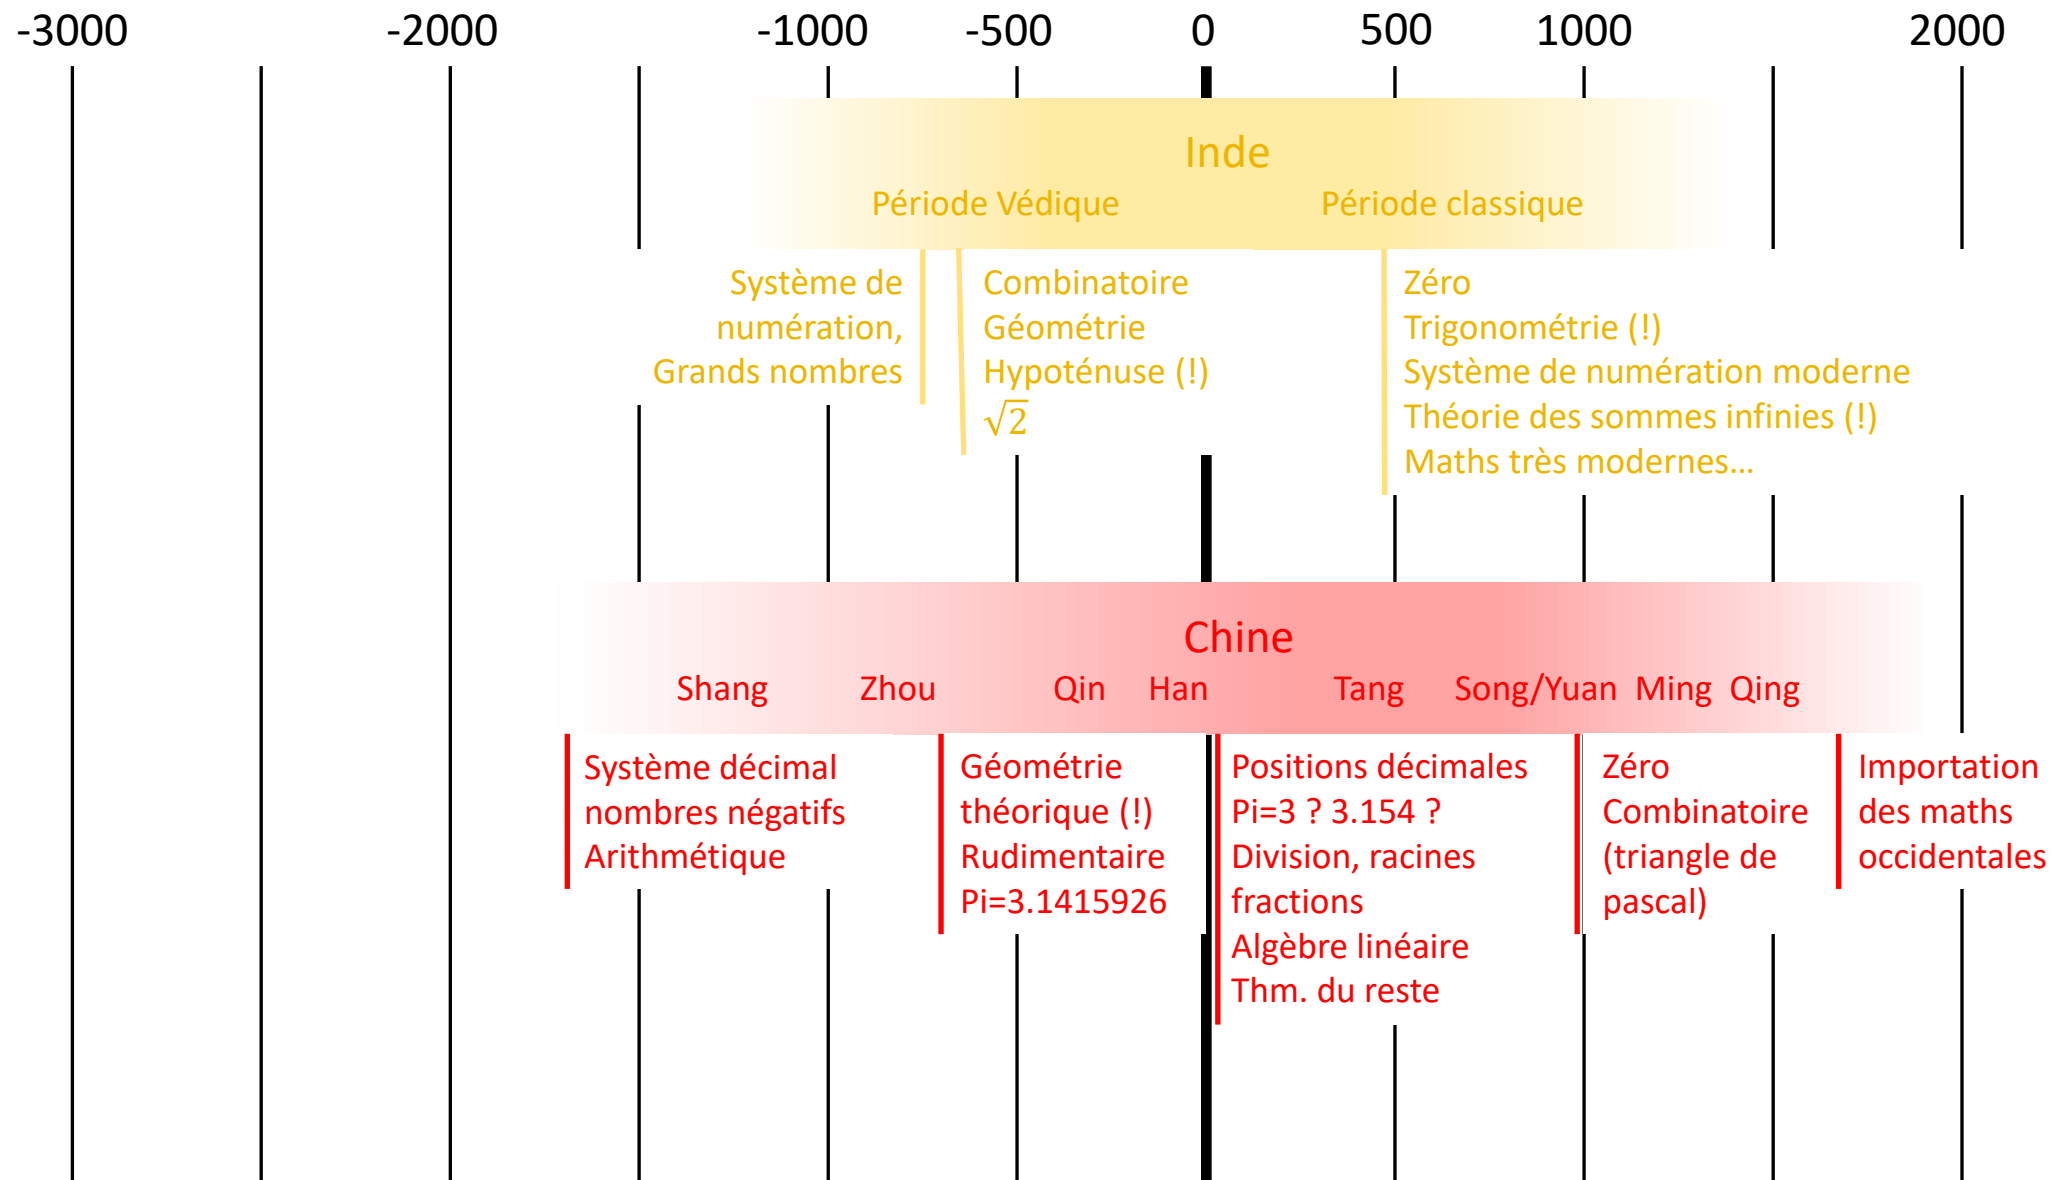 -3000 -2000 -1000 -500 0 500 1000 2000
Inde
Période Védique Période classique
Système de
numération,
Grands nombres
Combinatoire
Géométrie
Hypoténuse (!)
√2
Zéro
Trigonométrie (!)
Système de numération moderne
Théorie des sommes infinies (!)
Maths très modernes...
Chine
Shang Zhou Qin Han Tang Song/Yuan Ming Qing
Système décimal
nombres négatifs
Arithmétique
Géométrie
théorique (!)
Rudimentaire
Pi=3.1415926
Positions décimales
Pi=3 ? 3.154 ?
Division, racines
fractions
Algèbre linéaire
Thm. du reste
Zéro
Combinatoire
(triangle de
pascal)
Importation
des maths
occidentales